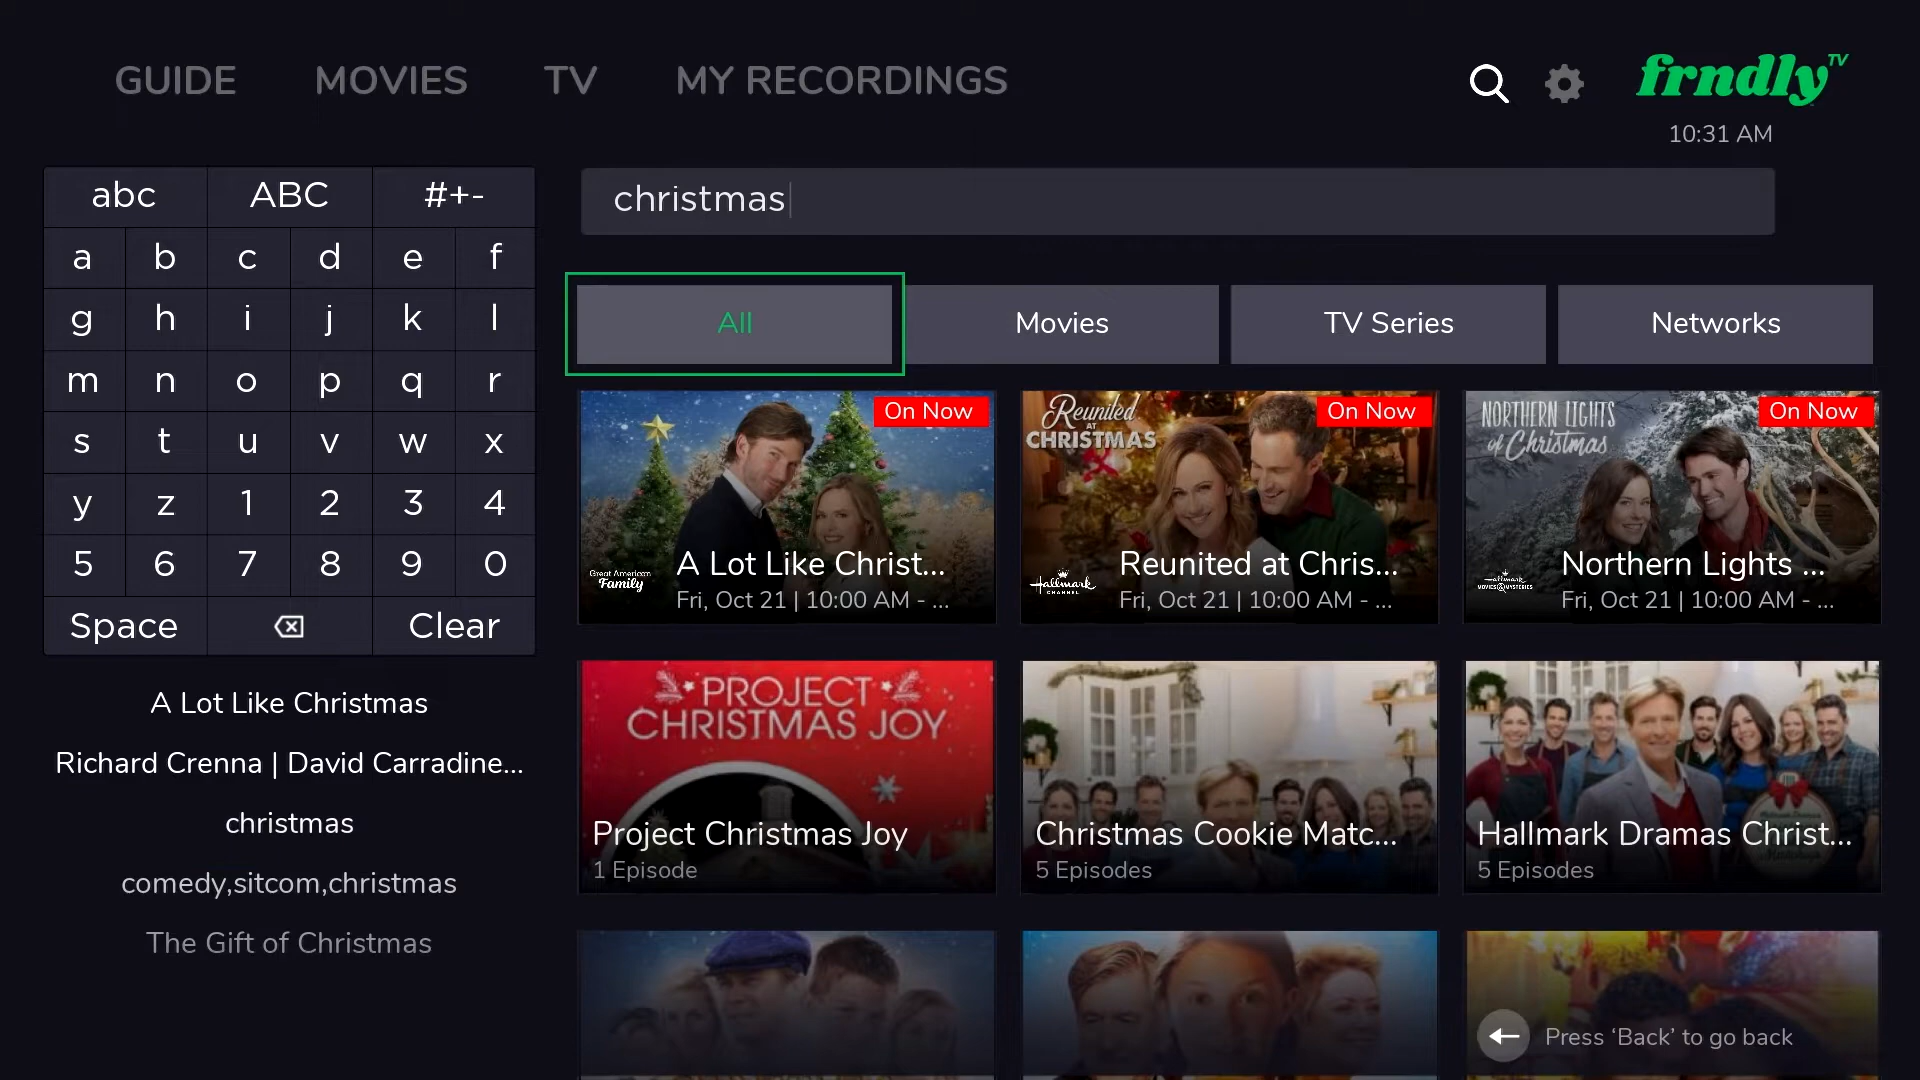 GUIDE MOVIES TV MY RECORDINGS
frndly TV
10:31 AM
abc ABC #+-
a b c d e f
g h i j k l
m n o p q r
s t u v w x
y z 1 2 3 4
5 6 7 8 9 0
Space Clear
A Lot Like Christmas
Richard Crenna | David Carradine...
christmas
comedy,sitcom,christmas
The Gift of Christmas
christmas
All Movies TV Series Networks
On Now
Great American
Family
A Lot Like Christ...
Fri, Oct 21 | 10:00 AM - ...
Reunited
AT
CHRISTMAS
On Now
Hallmark
CHANNEL
Reunited at Chris...
Fri, Oct 21 | 10:00 AM - ...
NORTHERN LIGHTS
of Christmas
On Now
Hallmark
MOVIES & MYSTERIES
Northern Lights ...
Fri, Oct 21 | 10:00 AM - ...
PROJECT
CHRISTMAS JOY
Project Christmas Joy
1 Episode
Christmas Cookie Matc...
5 Episodes
Hallmark Dramas Christ...
5 Episodes
Press ‘Back’ to go back